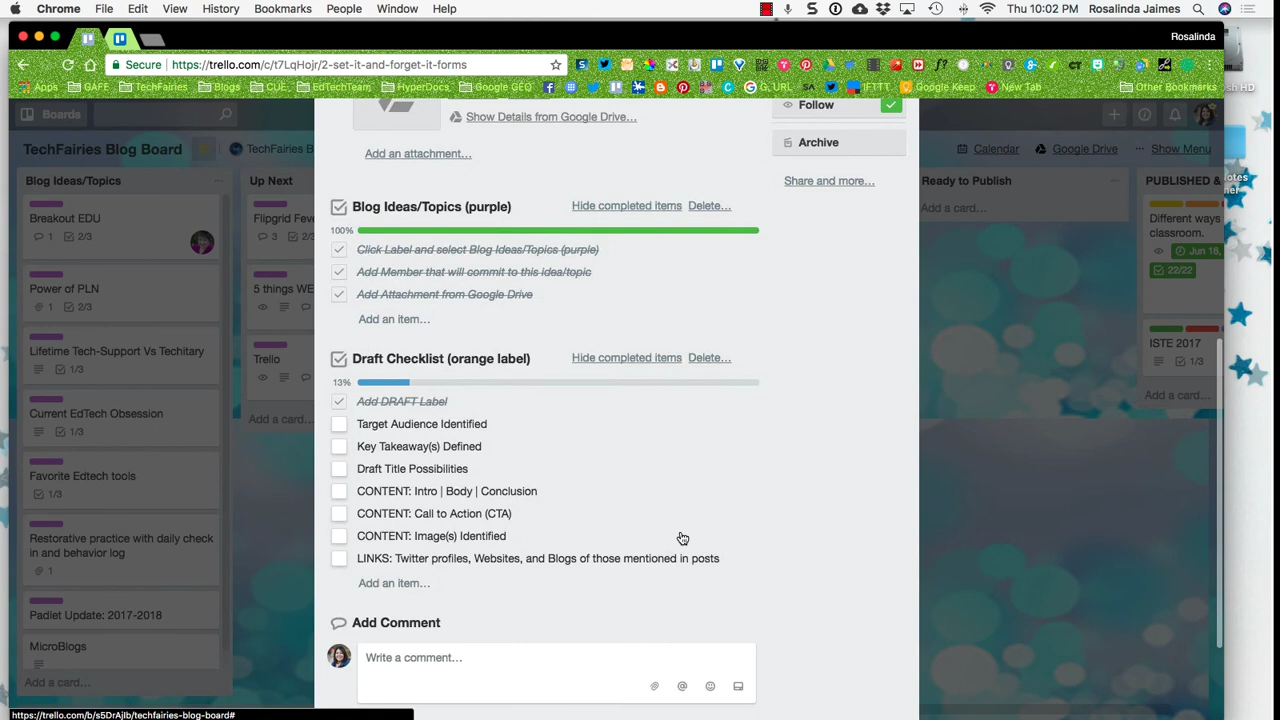 Chrome File Edit View History Bookmarks People Window Help Thu 10:02 PM Rosalinda Jaimes
Rosalinda
Secure https://trello.com/c/t7LqHojr/2-set-it-and-forget-it-forms
Apps GAFE TechFairies Blogs CUE, EdTechTeam HyperDocs Google GEQ G, URL IFTTT Google Keep New Tab Other Bookmarks
Boards
TechFairies Blog Board TechFairies B Calendar Google Drive Show Menu
Blog Ideas/Topics
Breakout EDU
1 2/3
Power of PLN
1 2/3
Lifetime Tech-Support Vs Techitary
1/3
Current EdTech Obsession
1/3
Favorite Edtech tools
1/3
Restorative practice with daily check
in and behavior log
1
Padlet Update: 2017-2018
MicroBlogs
Add a card…
Up Next
Flipgrid Feve
3 2/3
5 things WE
Trello
Add a card
Show Details from Google Drive…
Add an attachment…
Blog Ideas/Topics (purple) Hide completed items Delete…
100%
Click Label and select Blog Ideas/Topics (purple)
Add Member that will commit to this idea/topic
Add Attachment from Google Drive
Add an item…
Draft Checklist (orange label) Hide completed items Delete…
13%
Add DRAFT Label
Target Audience Identified
Key Takeaway(s) Defined
Draft Title Possibilities
CONTENT: Intro | Body | Conclusion
CONTENT: Call to Action (CTA)
CONTENT: Image(s) Identified
LINKS: Twitter profiles, Websites, and Blogs of those mentioned in posts
Add an item…
Add Comment
Write a comment…
Follow
Archive
Share and more…
Ready to Publish
Add a card…
PUBLISHED &
Different ways
classroom…
Jun 16,
22/22
ISTE 2017
1/3
Add a card…
https://trello.com/b/s5DrAjIb/techfairies-blog-board#